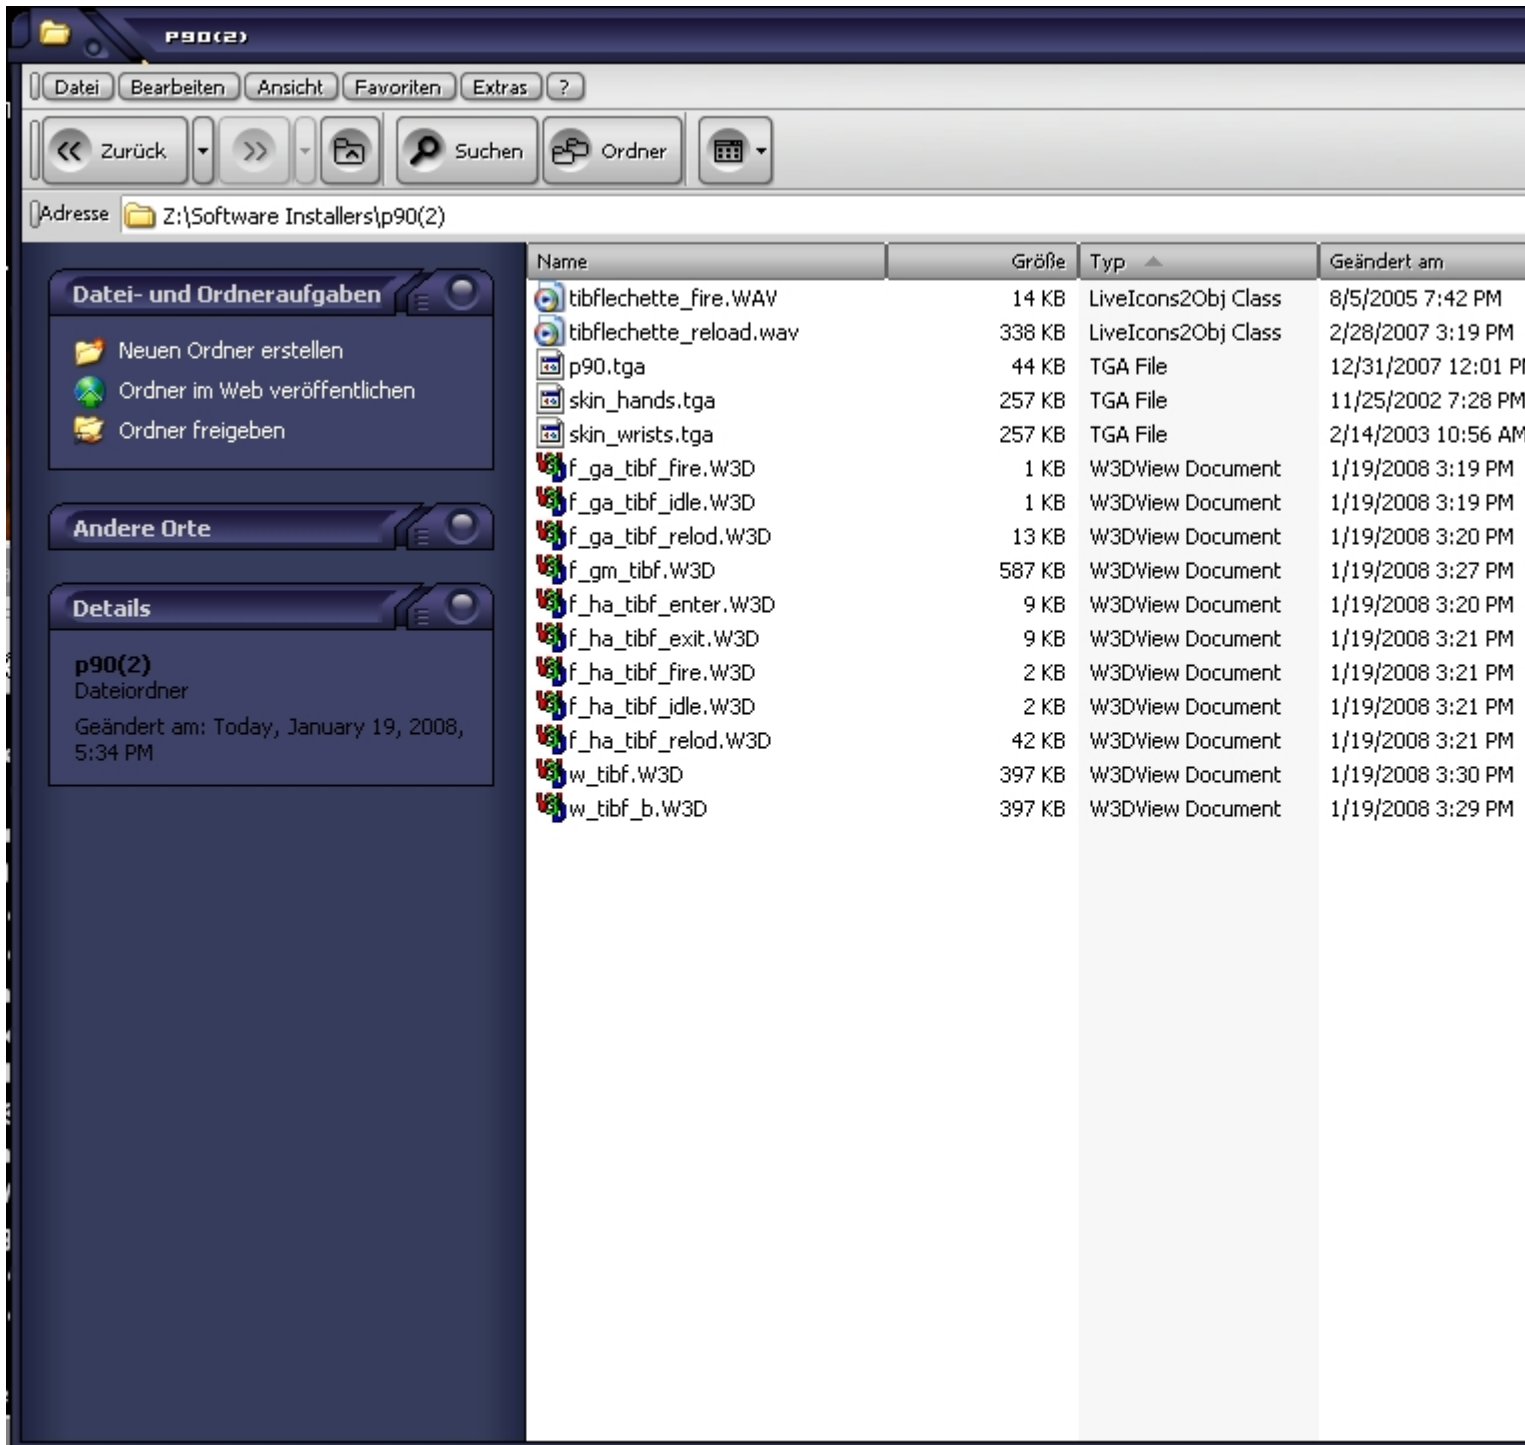 P90(2)
Datei Bearbeiten Ansicht Favoriten Extras ?
Zurück Suchen Ordner
Adresse Z:\Software Installers\p90(2)
Datei- und Ordneraufgaben
Neuen Ordner erstellen
Ordner im Web veröffentlichen
Ordner freigeben
Andere Orte
Details
p90(2)
Dateiordner
Geändert am: Today, January 19, 2008,
5:34 PM
Name Größe Typ Geändert am
tibflechette_fire.WAV 14 KB LiveIcons2Obj Class 8/5/2005 7:42 PM
tibflechette_reload.wav 338 KB LiveIcons2Obj Class 2/28/2007 3:19 PM
p90.tga 44 KB TGA File 12/31/2007 12:01 PM
skin_hands.tga 257 KB TGA File 11/25/2002 7:28 PM
skin_wrists.tga 257 KB TGA File 2/14/2003 10:56 AM
f_ga_tibf_fire.W3D 1 KB W3DView Document 1/19/2008 3:19 PM
f_ga_tibf_idle.W3D 1 KB W3DView Document 1/19/2008 3:19 PM
f_ga_tibf_relod.W3D 13 KB W3DView Document 1/19/2008 3:20 PM
f_gm_tibf.W3D 587 KB W3DView Document 1/19/2008 3:27 PM
f_ha_tibf_enter.W3D 9 KB W3DView Document 1/19/2008 3:20 PM
f_ha_tibf_exit.W3D 9 KB W3DView Document 1/19/2008 3:21 PM
f_ha_tibf_fire.W3D 2 KB W3DView Document 1/19/2008 3:21 PM
f_ha_tibf_idle.W3D 2 KB W3DView Document 1/19/2008 3:21 PM
f_ha_tibf_relod.W3D 42 KB W3DView Document 1/19/2008 3:21 PM
w_tibf.W3D 397 KB W3DView Document 1/19/2008 3:30 PM
w_tibf_b.W3D 397 KB W3DView Document 1/19/2008 3:29 PM